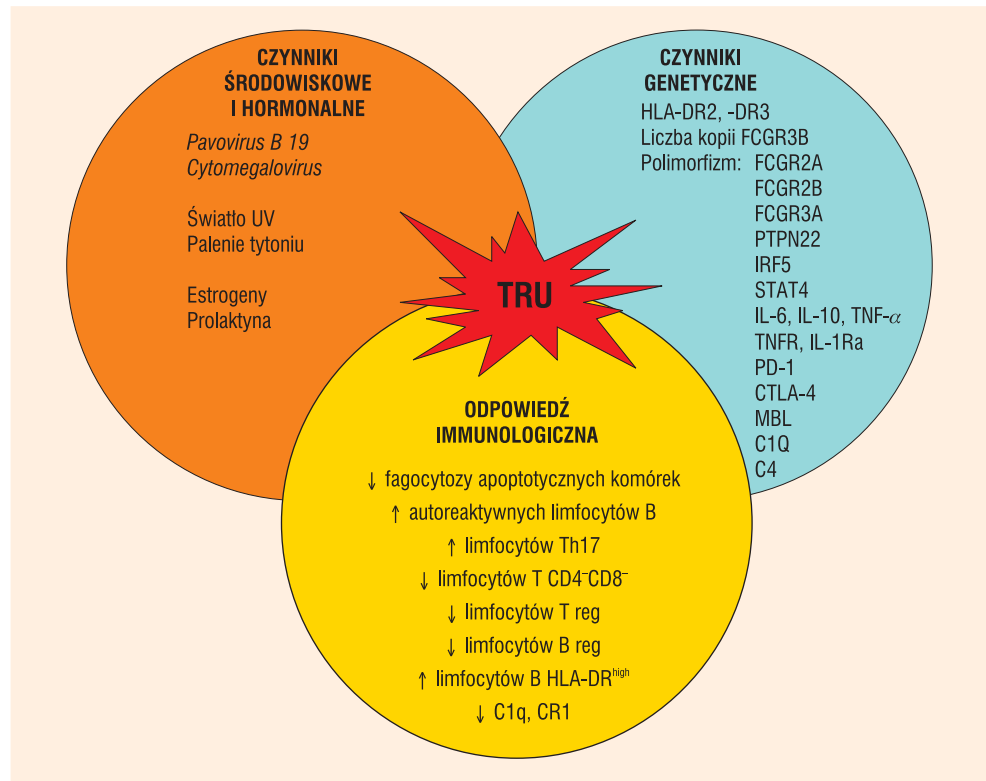 CZYNNIKI
ŚRODOWISKOWE
I HORMONALNE
Pavovirus B 19
Cytomegalovirus
Światło UV
Palenie tytoniu
Estrogeny
Prolaktyna
CZYNNIKI
GENETYCZNE
HLA-DR2, -DR3
Liczba kopii FCGR3B
Polimorfizm: FCGR2A
FCGR2B
FCGR3A
PTPN22
IRF5
STAT4
IL-6, IL-10, TNF-α
TNFR, IL-1Ra
PD-1
CTLA-4
MBL
C1Q
C4
TRU
ODPOWIEDŹ
IMMUNOLOGICZNA
↓ fagocytozy apoptotycznych komórek
↑ autoreaktywnych limfocytów B
↑ limfocytów Th17
↓ limfocytów T CD4⁻CD8⁻
↓ limfocytów T reg
↓ limfocytów B reg
↑ limfocytów B HLA-DRhigh
↓ C1q, CR1